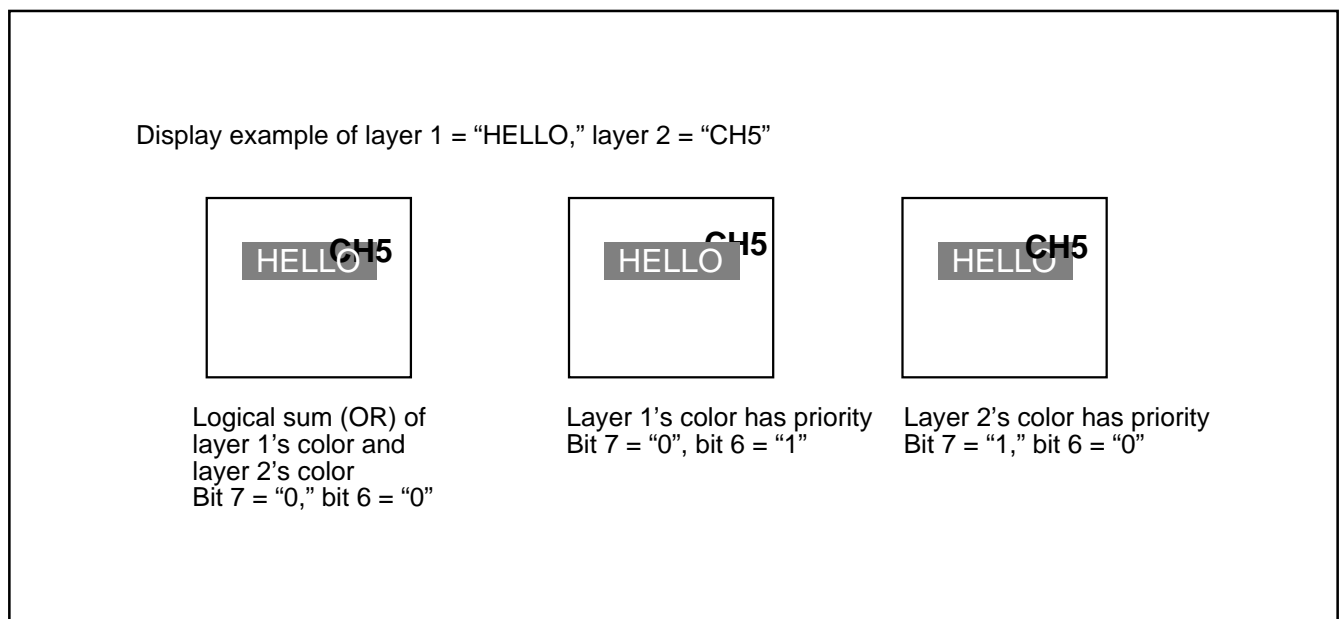 Display example of layer 1 = “HELLO,” layer 2 = “CH5”
HELLO CH5
HELLO CH5
HELLO CH5
Logical sum (OR) of
layer 1’s color and
layer 2’s color
Bit 7 = “0,” bit 6 = “0”
Layer 1’s color has priority
Bit 7 = “0”, bit 6 = “1”
Layer 2’s color has priority
Bit 7 = “1,” bit 6 = “0”